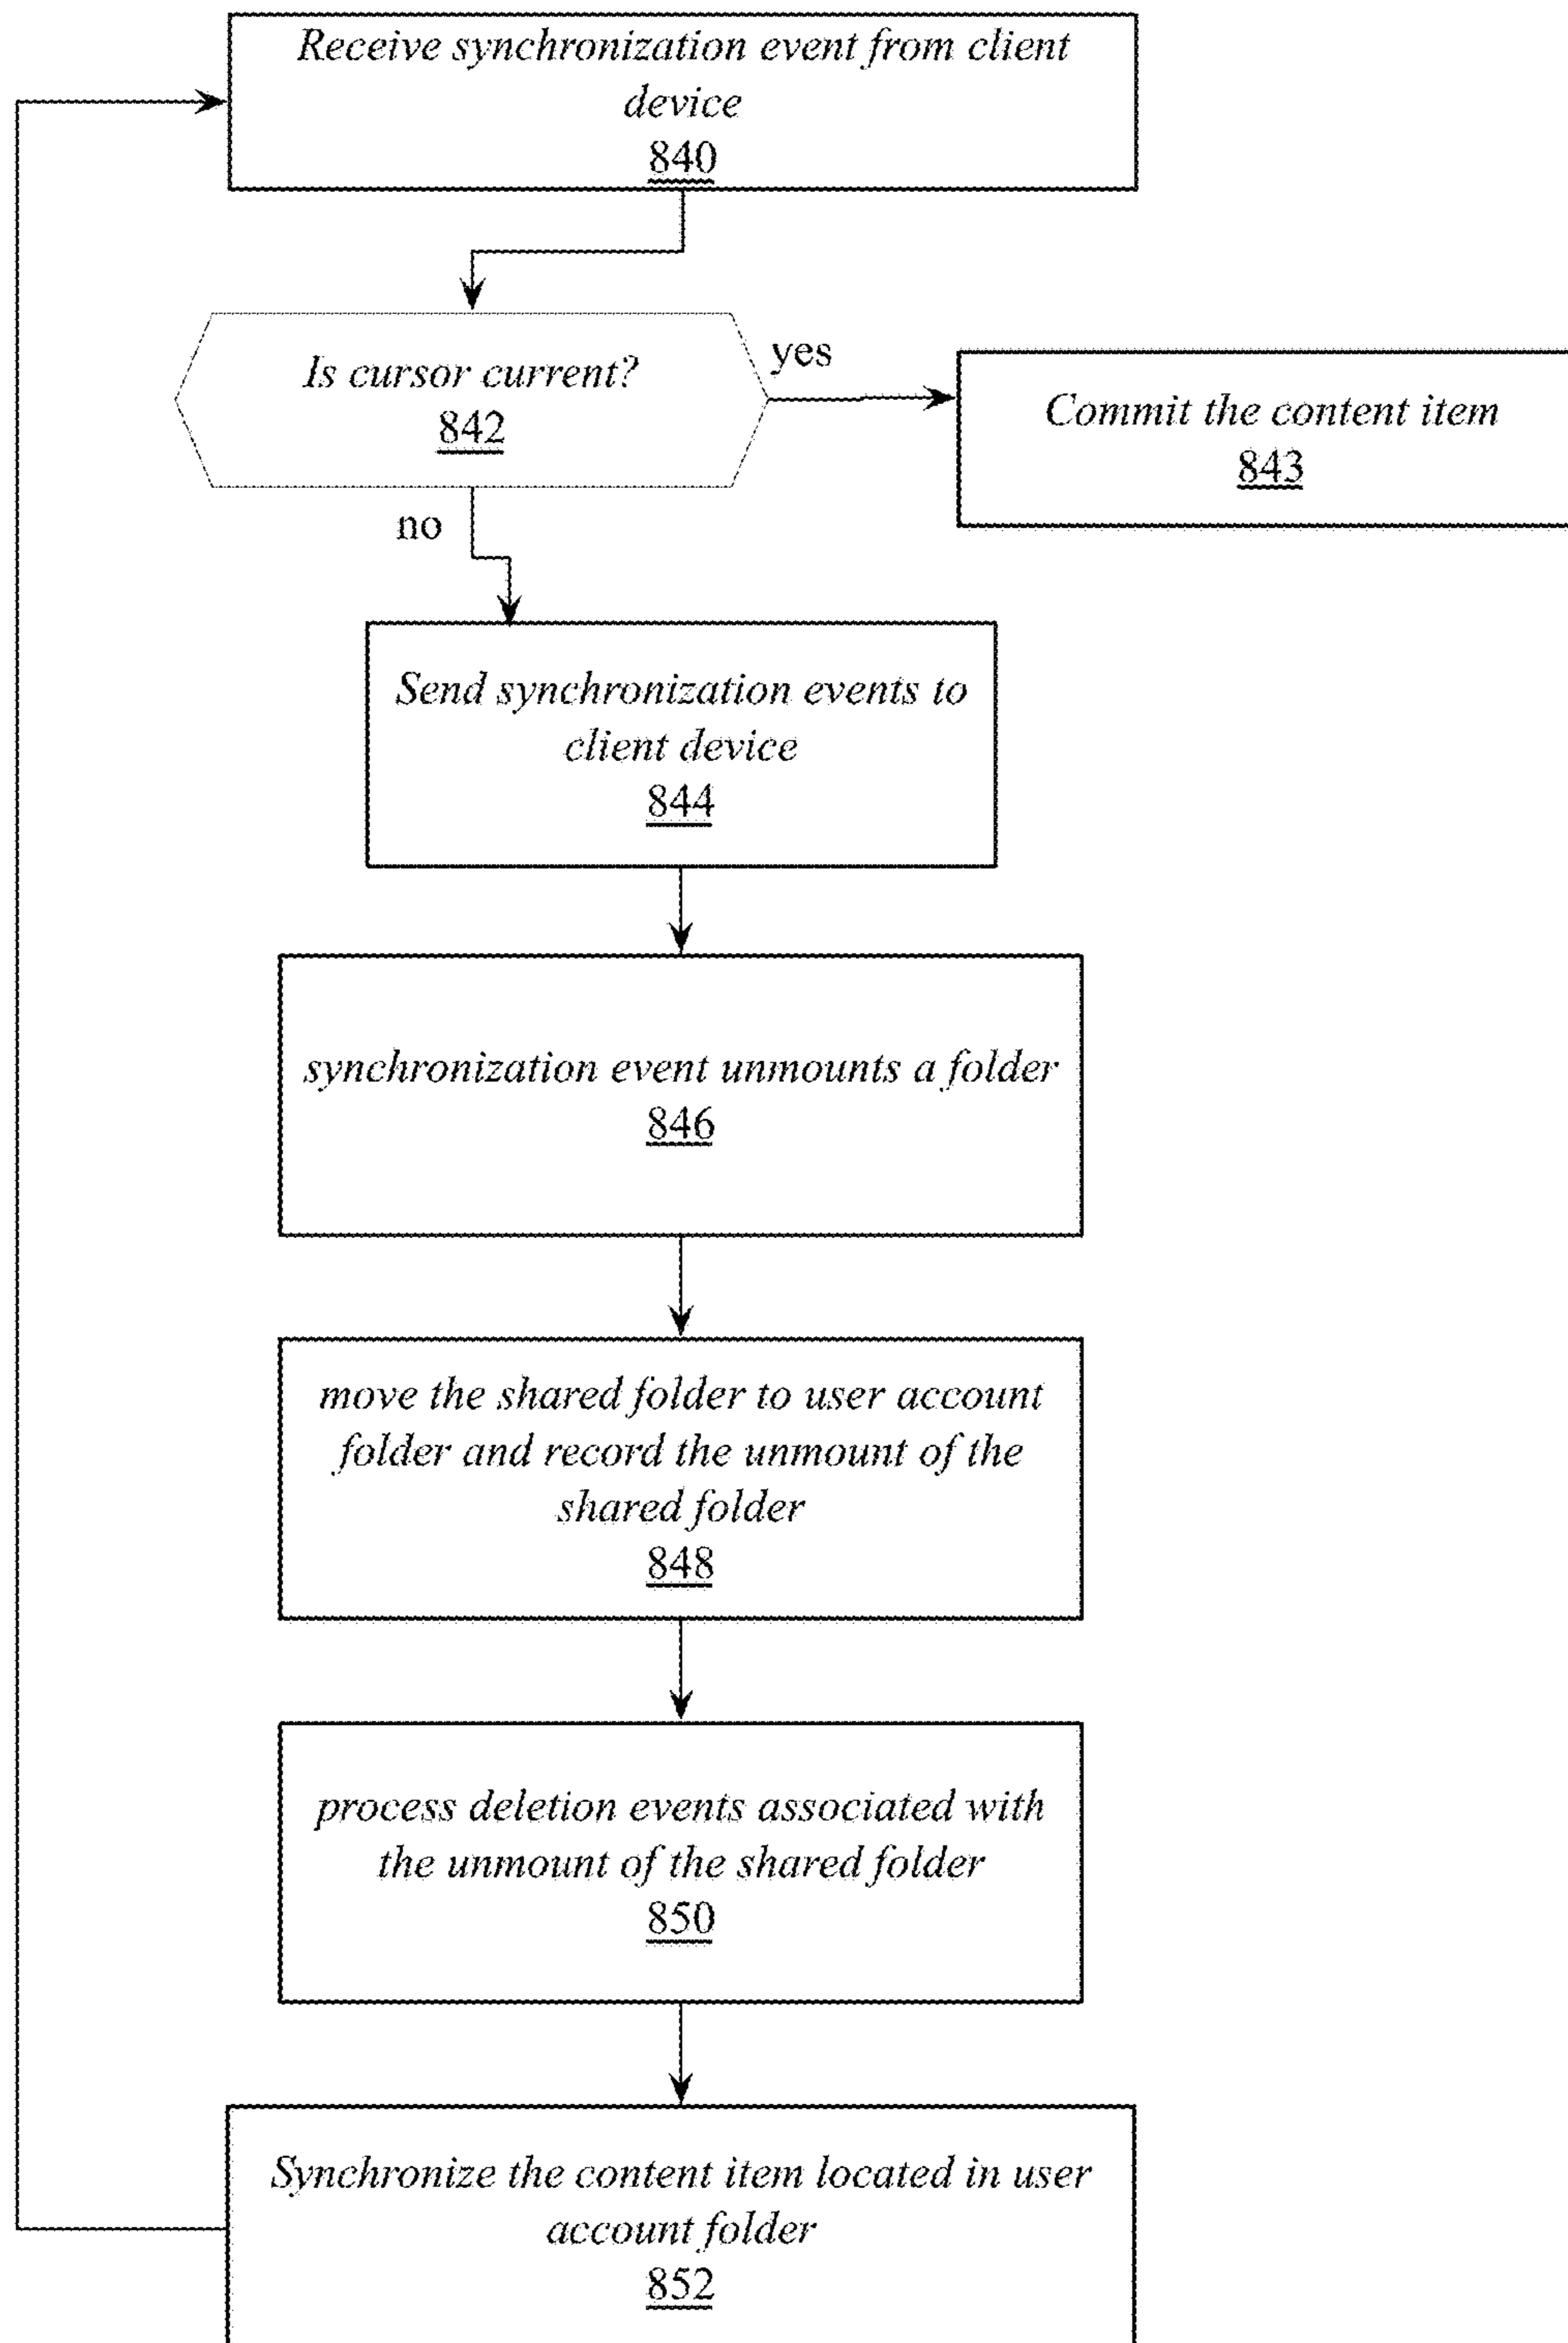 Receive synchronization event from client
device
840
Is cursor current?
842
yes
Commit the content item
843
no
Send synchronization events to
client device
844
synchronization event unmounts a folder
846
move the shared folder to user account
folder and record the unmount of the
shared folder
848
process deletion events associated with
the unmount of the shared folder
850
Synchronize the content item located in user
account folder
852